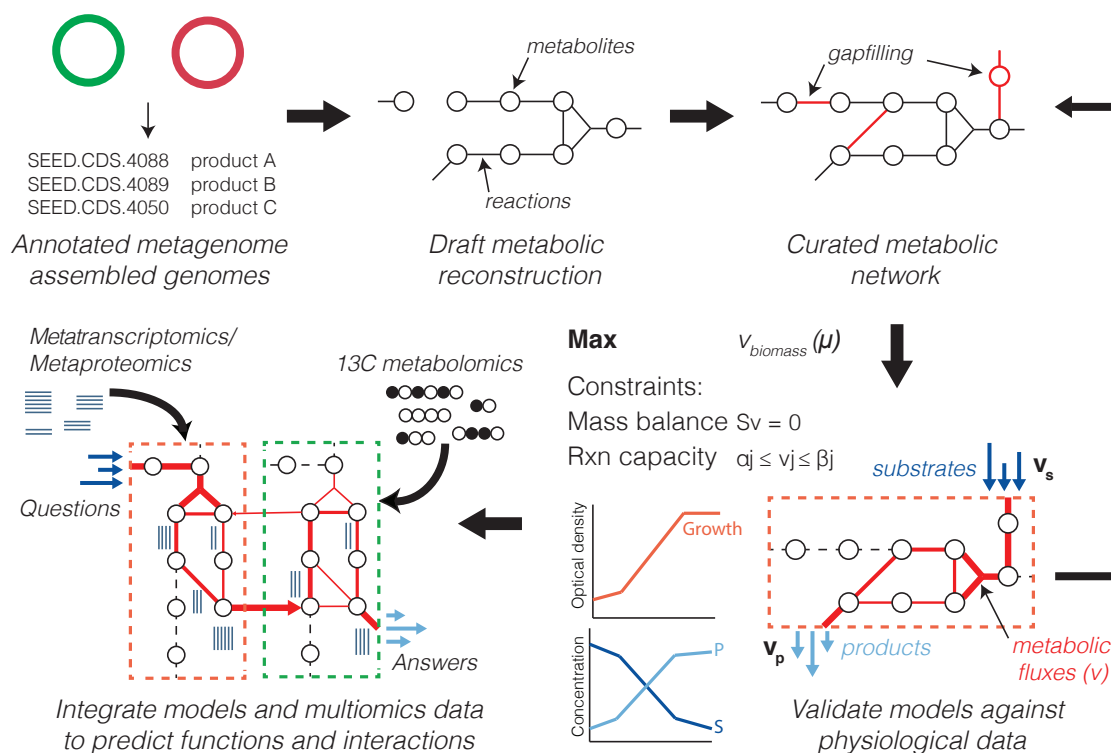 metabolites
gapfilling
SEED.CDS.4088 product A
SEED.CDS.4089 product B
SEED.CDS.4050 product C
reactions
Annotated metagenome
assembled genomes
Draft metabolic
reconstruction
Curated metabolic
network
Metatranscriptomics/
Metaproteomics
13C metabolomics
Questions
Answers
Integrate models and multiomics data
to predict functions and interactions
Max v_biomass (μ)
Constraints:
Mass balance Sv = 0
Rxn capacity αj ≤ vj ≤ βj
Optical density
Growth
Concentration
P
S
substrates
v_s
v_p
products
metabolic
fluxes (v)
Validate models against
physiological data